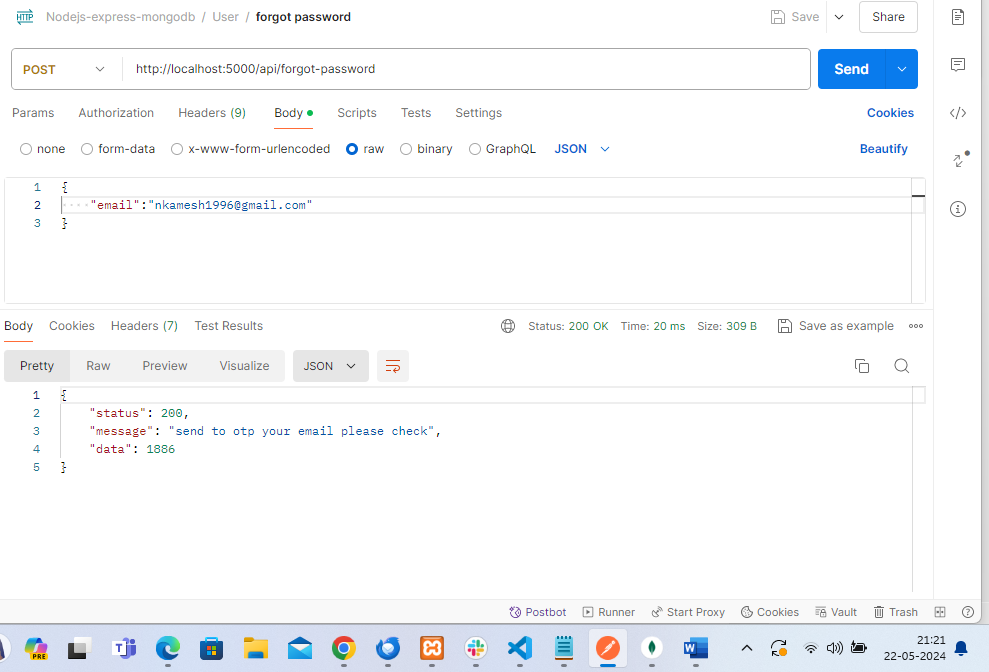 HTTP Nodejs-express-mongodb / User / forgot password Save Share
POST http://localhost:5000/api/forgot-password Send
Params Authorization Headers (9) Body Scripts Tests Settings Cookies
none form-data x-www-form-urlencoded raw binary GraphQL JSON Beautify
1 {
2 "email":"nkamesh1996@gmail.com"
3 }
Body Cookies Headers (7) Test Results Status: 200 OK Time: 20 ms Size: 309 B Save as example
Pretty Raw Preview Visualize JSON
1 {
2 "status": 200,
3 "message": "send to otp your email please check",
4 "data": 1886
5 }
Postbot Runner Start Proxy Cookies Vault Trash
PRE T W 21:21
22-05-2024